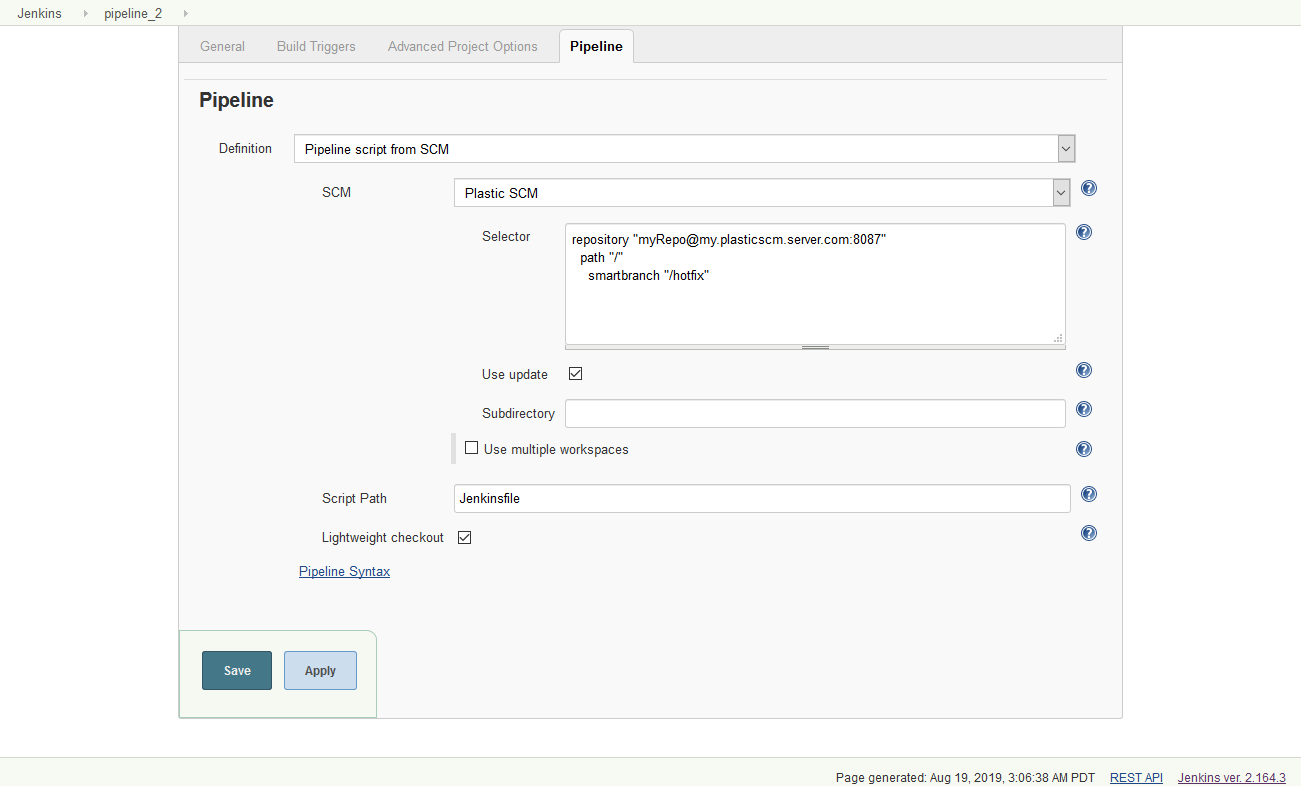 Jenkins pipeline_2
General Build Triggers Advanced Project Options Pipeline
Pipeline
Definition Pipeline script from SCM
SCM Plastic SCM
Selector repository "myRepo@my.plasticscm.server.com:8087"
path "/"
smartbranch "/hotfix"
Use update
Subdirectory
Use multiple workspaces
Script Path Jenkinsfile
Lightweight checkout
Pipeline Syntax
Save Apply
Page generated: Aug 19, 2019, 3:06:38 AM PDT REST API Jenkins ver. 2.164.3